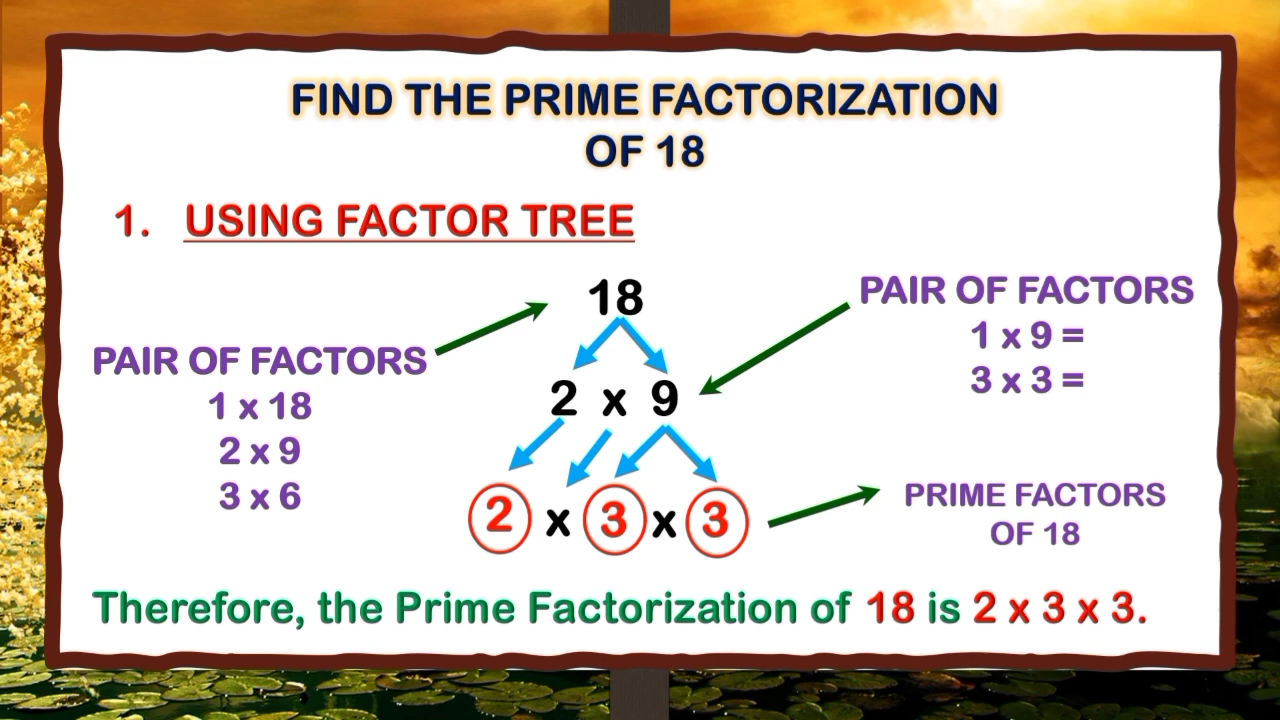 FIND THE PRIME FACTORIZATION
OF 18
1. USING FACTOR TREE
18
2 x 9
2 x 3 x 3
PAIR OF FACTORS
1 x 18
2 x 9
3 x 6
PAIR OF FACTORS
1 x 9 =
3 x 3 =
PRIME FACTORS
OF 18
Therefore, the Prime Factorization of 18 is 2 x 3 x 3.